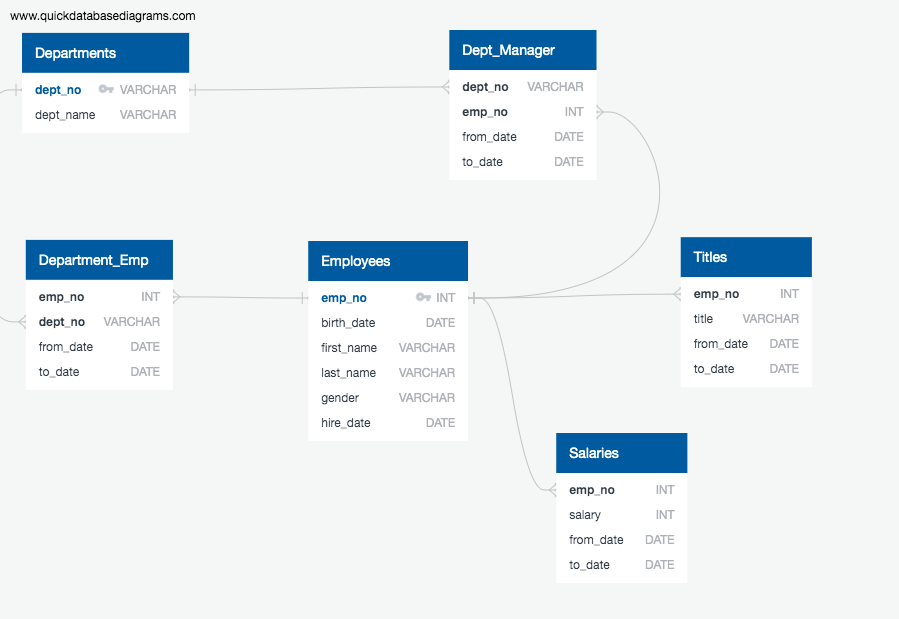 www.quickdatabasediagrams.com
Departments
dept_no VARCHAR
dept_name VARCHAR
Dept_Manager
dept_no VARCHAR
emp_no INT
from_date DATE
to_date DATE
Department_Emp
emp_no INT
dept_no VARCHAR
from_date DATE
to_date DATE
Employees
emp_no INT
birth_date DATE
first_name VARCHAR
last_name VARCHAR
gender VARCHAR
hire_date DATE
Titles
emp_no INT
title VARCHAR
from_date DATE
to_date DATE
Salaries
emp_no INT
salary INT
from_date DATE
to_date DATE